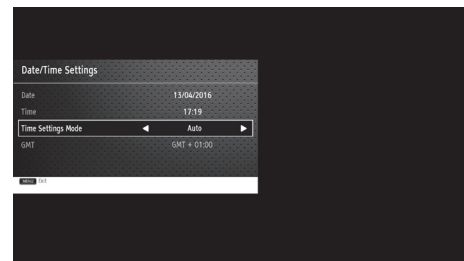 Date/Time Settings
Date 13/04/2016
Time 17:19
Time Settings Mode Auto
GMT GMT + 01:00
MENU Exit